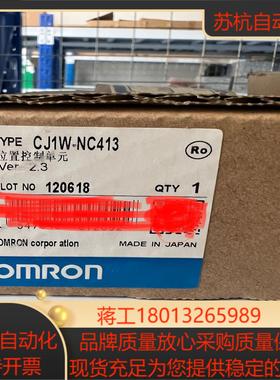 苏杭自动
TYPE CJ1W-NC413
位置控制单元
Ver 2.3
LOT NO 120618 QTY 1
OMRON corporation MADE IN JAPAN
OMRON
蒋工18013265989
自动化 品牌质量放心采购质量保
开票 现货充足为您提供稳定的